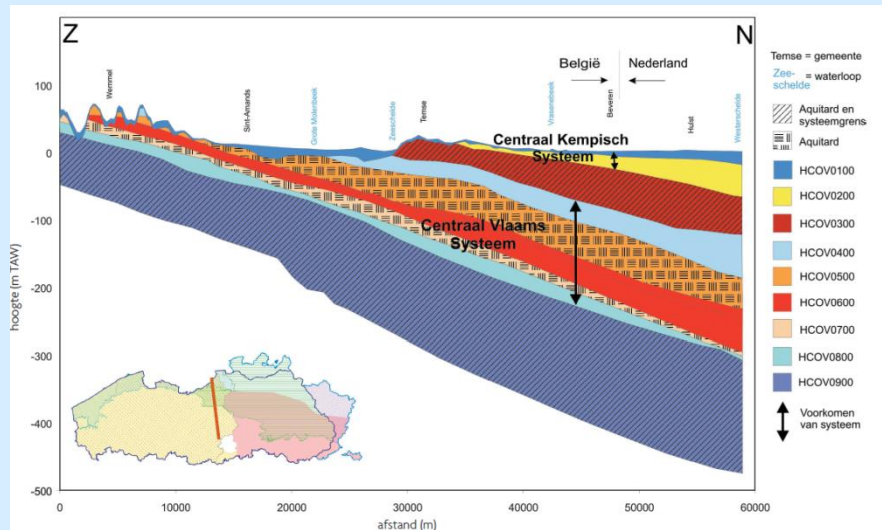 Z
N
België
Nederland
Wemmel
Sint-Amands
Grote Molenbeek
Zeeschelde
Temse
Vrasenebeek
Beveren
Hulst
Westerschelde
Centraal Kempisch
Systeem
Centraal Vlaams
Systeem
hoogte (m TAW)
100
0
-100
-200
-300
-400
-500
0
10000
20000
30000
40000
50000
60000
afstand (m)
Temse = gemeente
Zee-
schelde = waterloop
Aquitard en
systeemgrens
Aquitard
HCOV0100
HCOV0200
HCOV0300
HCOV0400
HCOV0500
HCOV0600
HCOV0700
HCOV0800
HCOV0900
Voorkomen
van systeem